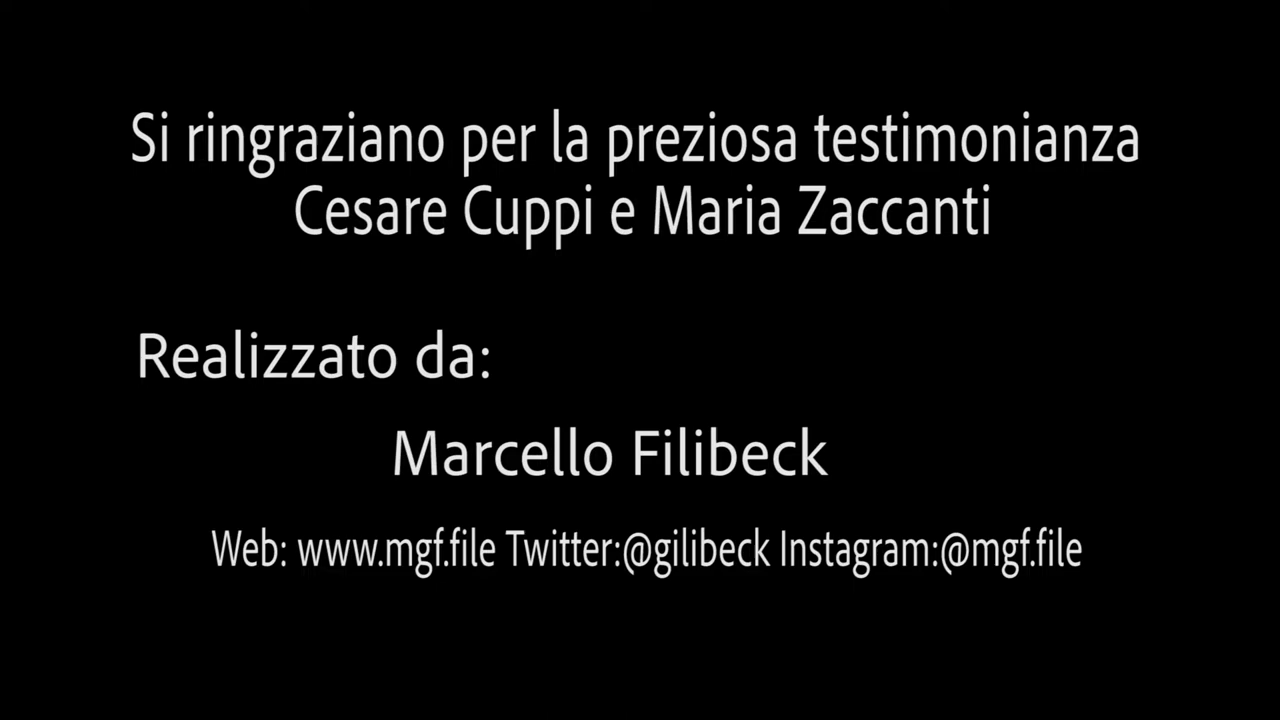 Si ringraziano per la preziosa testimonianza
Cesare Cuppi e Maria Zaccanti
Realizzato da:
Marcello Filibeck
Web: www.mgf.file Twitter:@gilibeck Instagram:@mgf.file